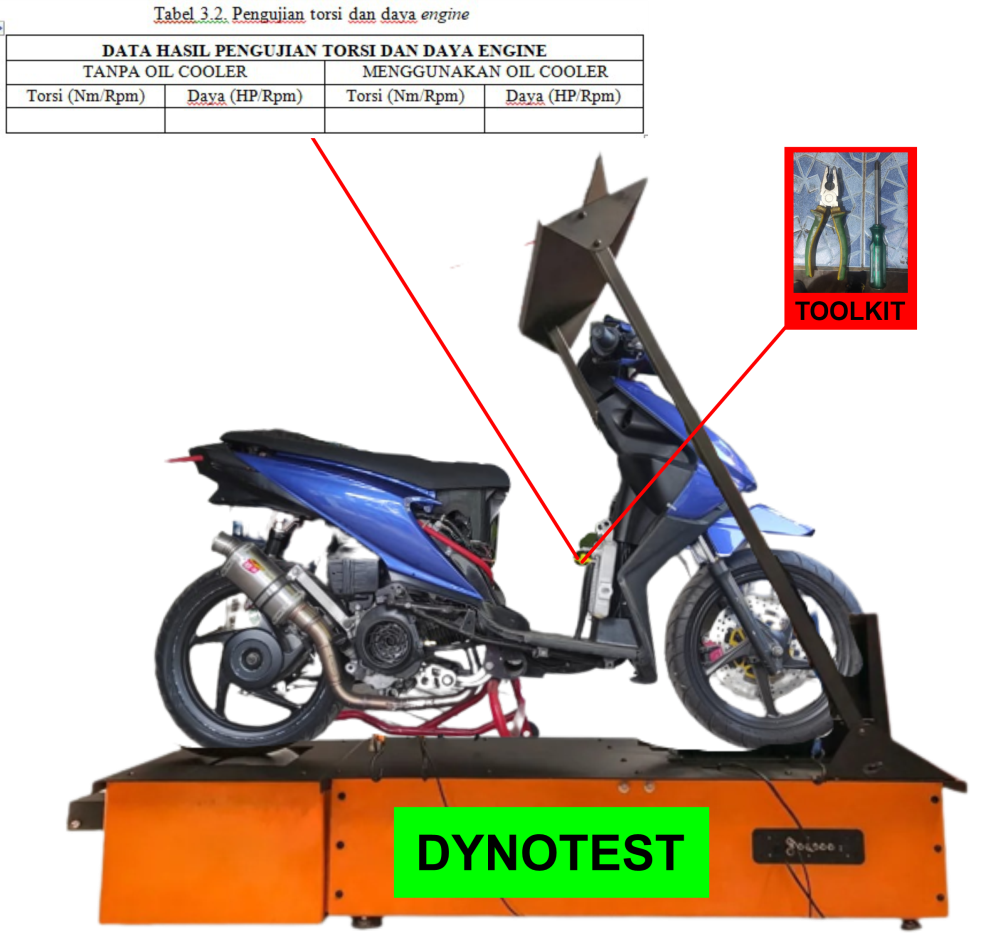 Tabel 3.2. Pengujian torsi dan daya engine
DATA HASIL PENGUJIAN TORSI DAN DAYA ENGINE
TANPA OIL COOLER MENGGUNAKAN OIL COOLER
Torsi (Nm/Rpm) Daya (HP/Rpm) Torsi (Nm/Rpm) Daya (HP/Rpm)
TOOLKIT
DYNOTEST